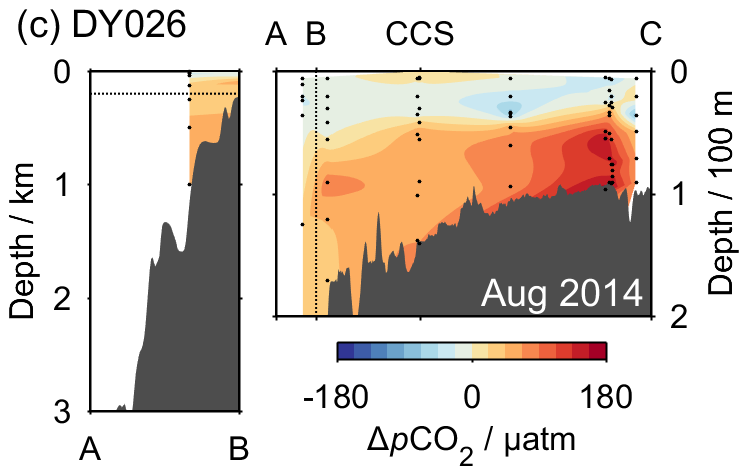 (c) DY026
A B CCS C
0
1
2
3
Depth / km
A B
0
1
2
Depth / 100 m
Aug 2014
-180 0 180
ΔpCO₂ / µatm